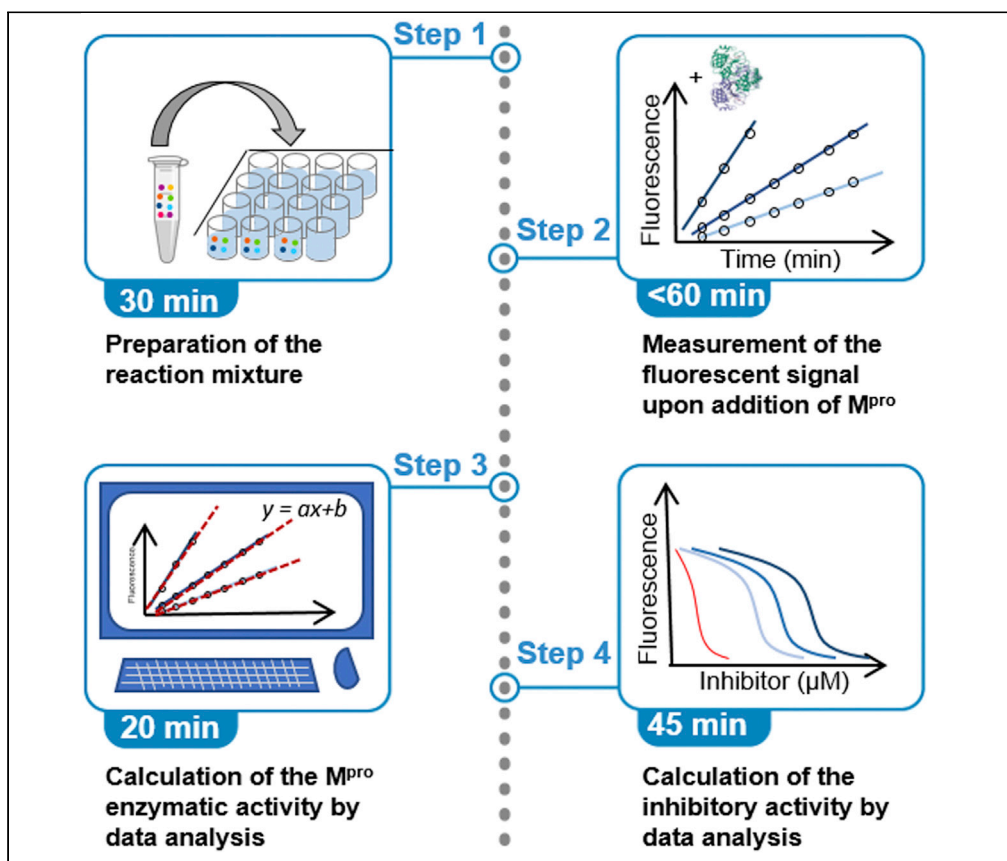 Step 1
30 min
Preparation of the
reaction mixture
+
Fluorescence
Time (min)
Step 2
<60 min
Measurement of the
fluorescent signal
upon addition of Mᵖʳᵒ
Step 3
y = ax+b
Fluorescence
20 min
Calculation of the Mᵖʳᵒ
enzymatic activity by
data analysis
Fluorescence
Inhibitor (µM)
Step 4
45 min
Calculation of the
inhibitory activity by
data analysis